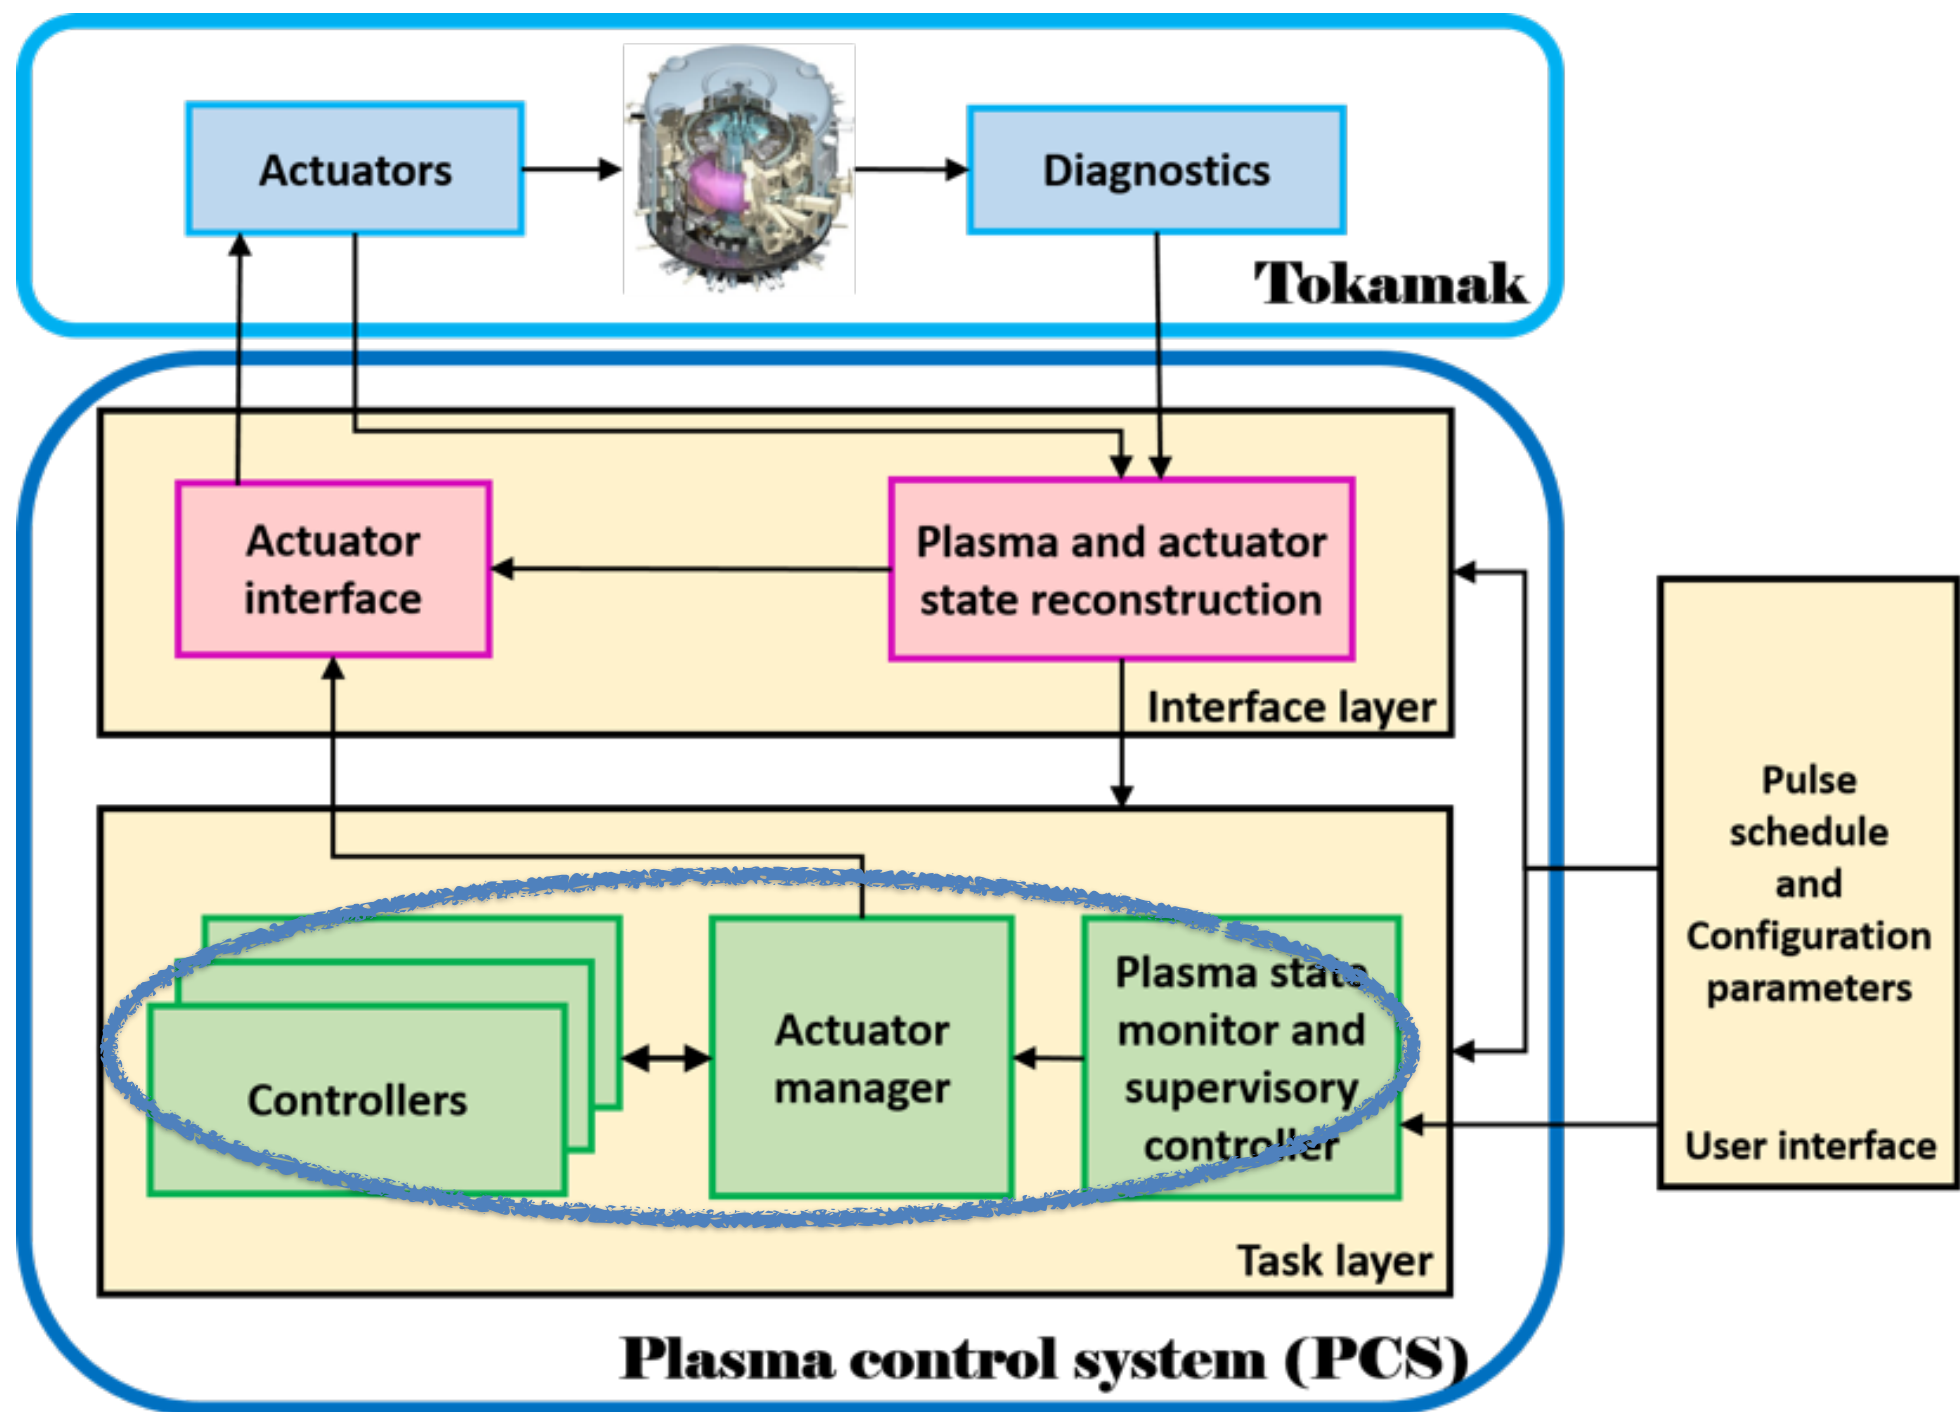 Actuators
Diagnostics
Tokamak
Actuator
interface
Plasma and actuator
state reconstruction
Interface layer
Controllers
Actuator
manager
Plasma state
monitor and
supervisory
controller
Task layer
Plasma control system (PCS)
Pulse
schedule
and
Configuration
parameters
User interface